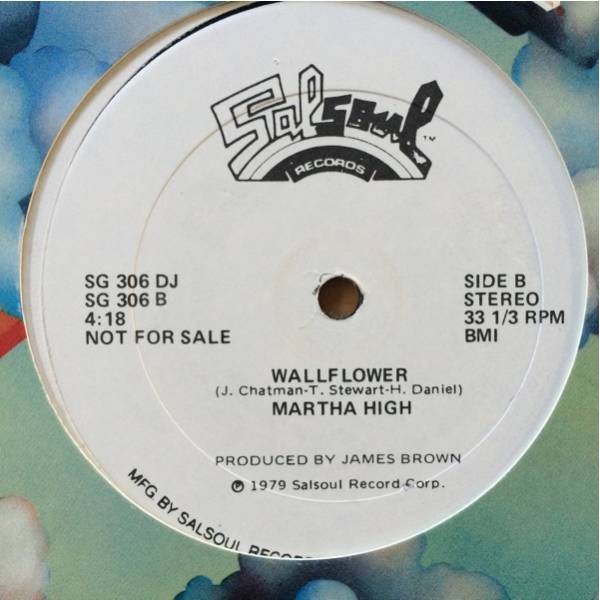 Salsoul
RECORDS
SG 306 DJ
SG 306 B
4:18
NOT FOR SALE
SIDE B
STEREO
33 1/3 RPM
BMI
WALLFLOWER
(J. Chatman-T. Stewart-H. Daniel)
MARTHA HIGH
PRODUCED BY JAMES BROWN
℗ 1979 Salsoul Record Corp.
MFG BY SALSOUL RECOR